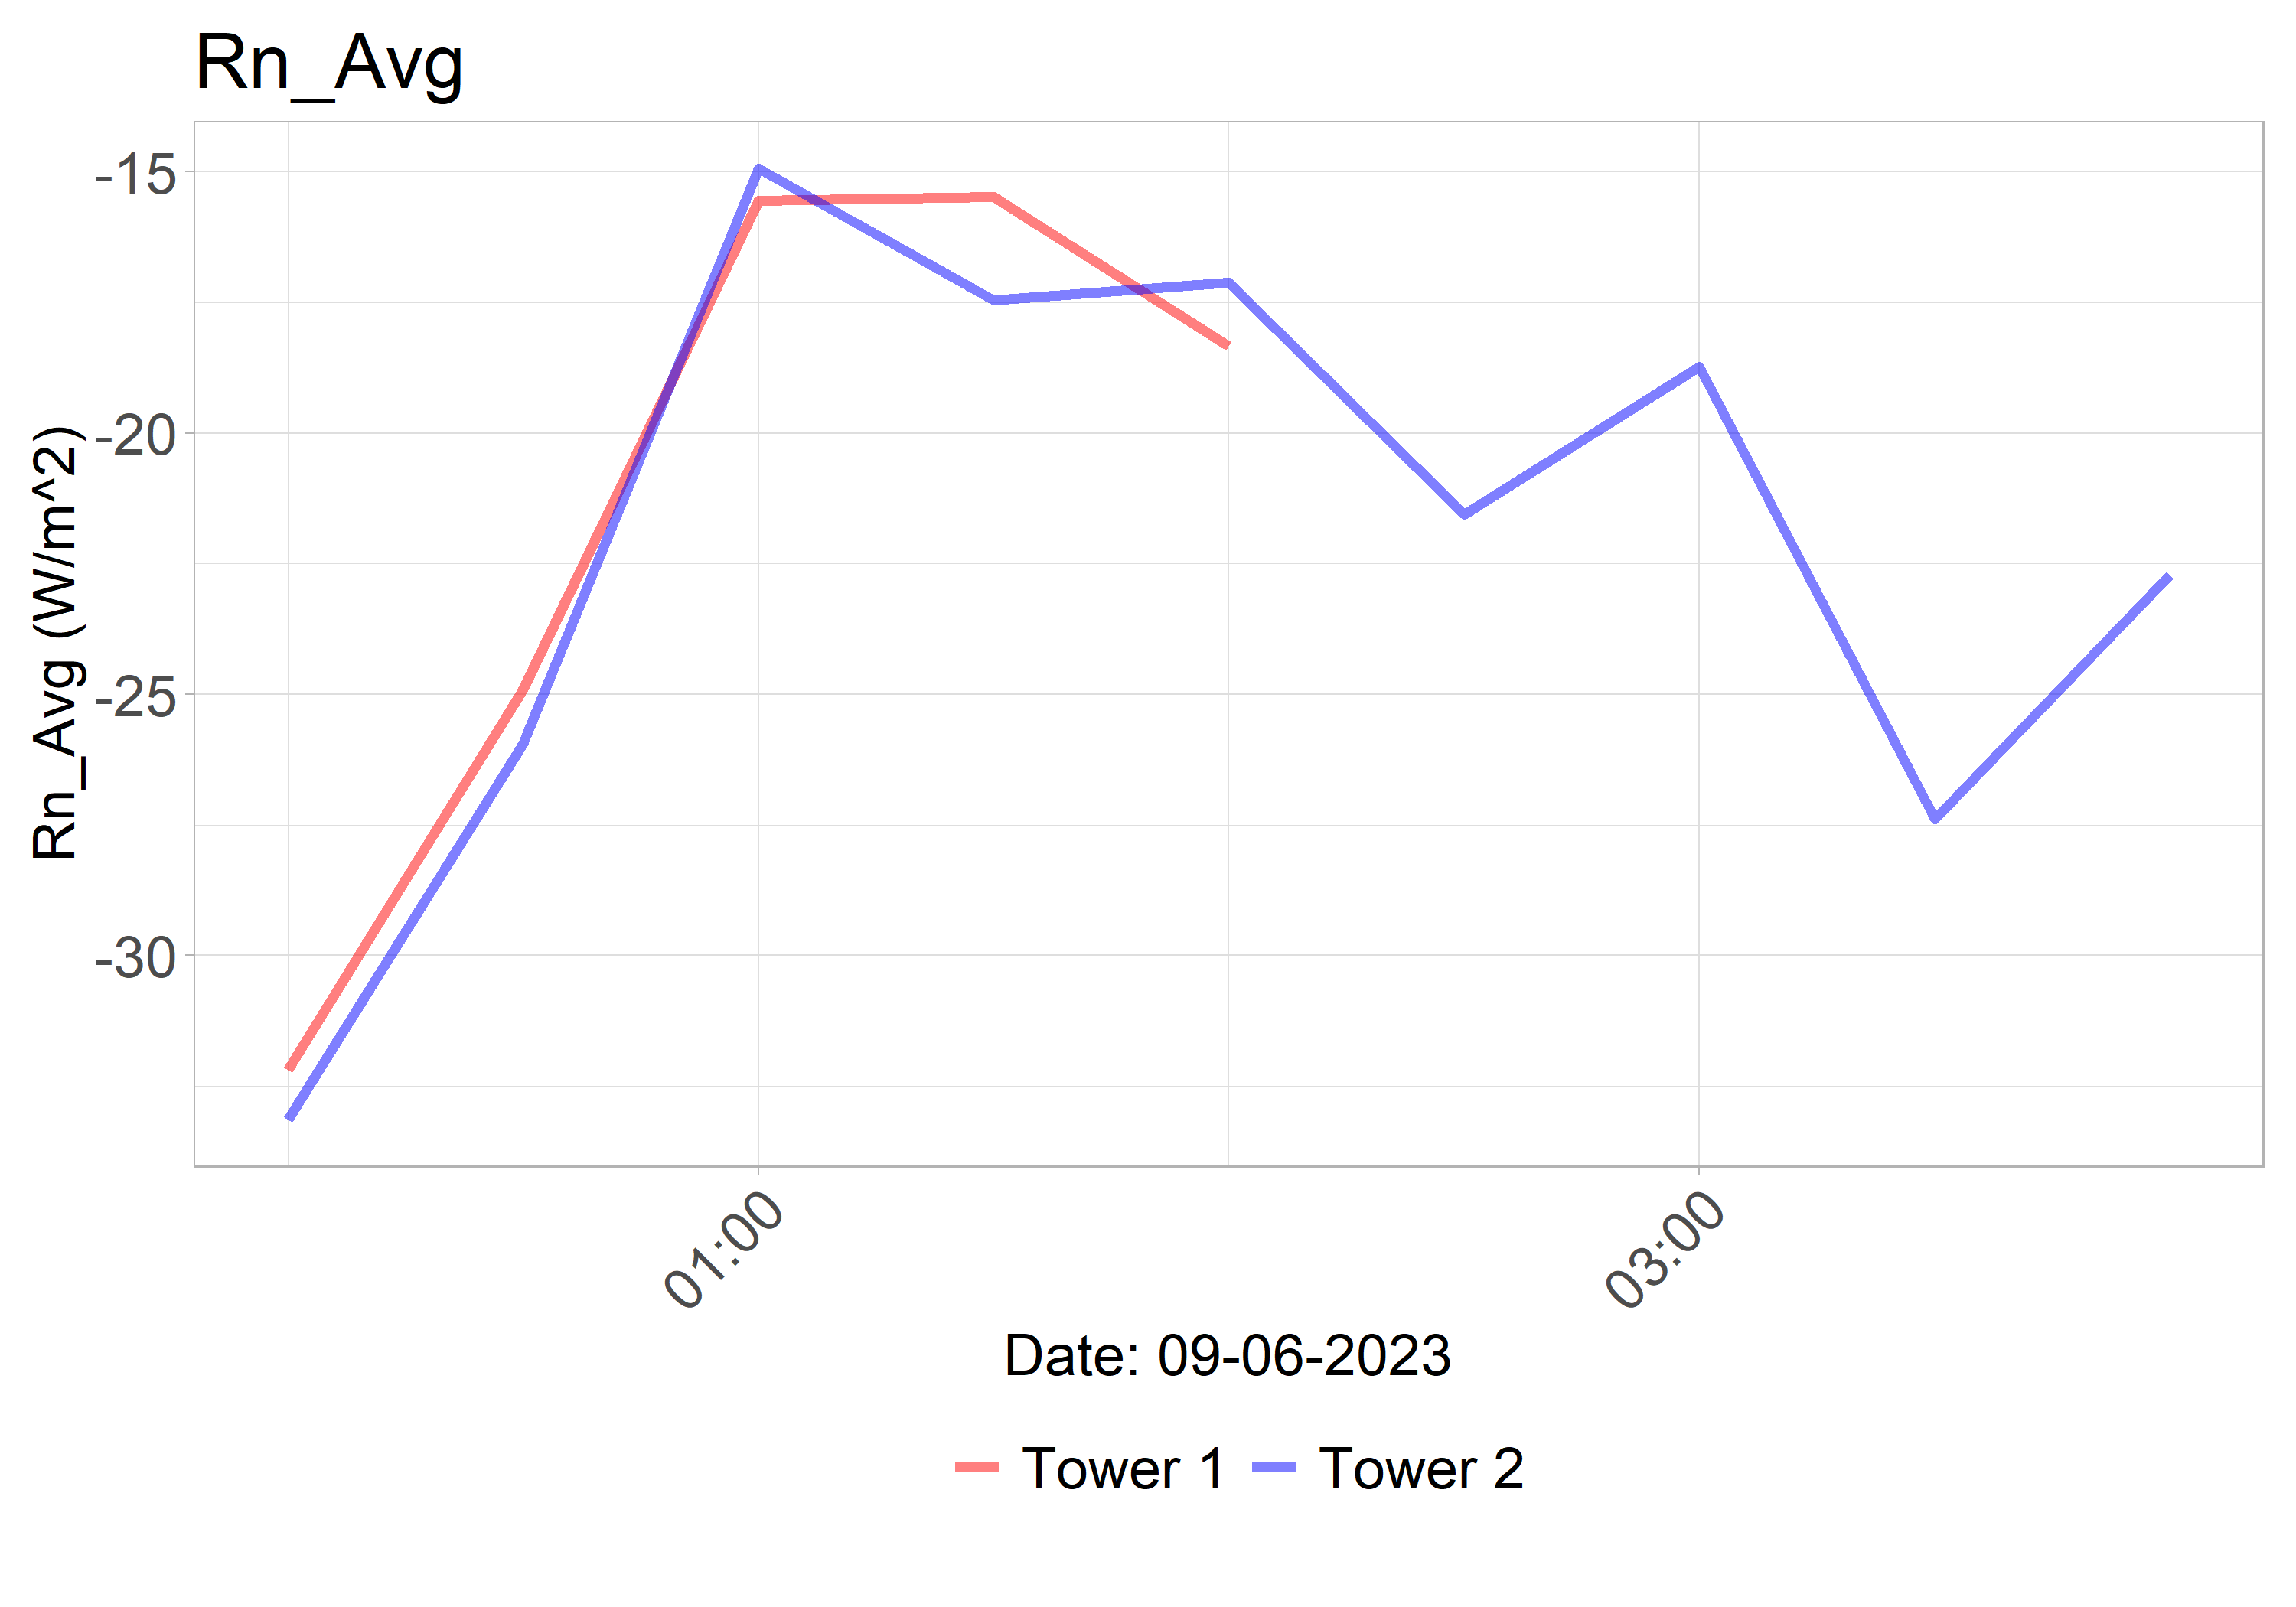 Rn_Avg
Rn_Avg (W/m^2)
-15
-20
-25
-30
01:00
03:00
Date: 09-06-2023
Tower 1
Tower 2